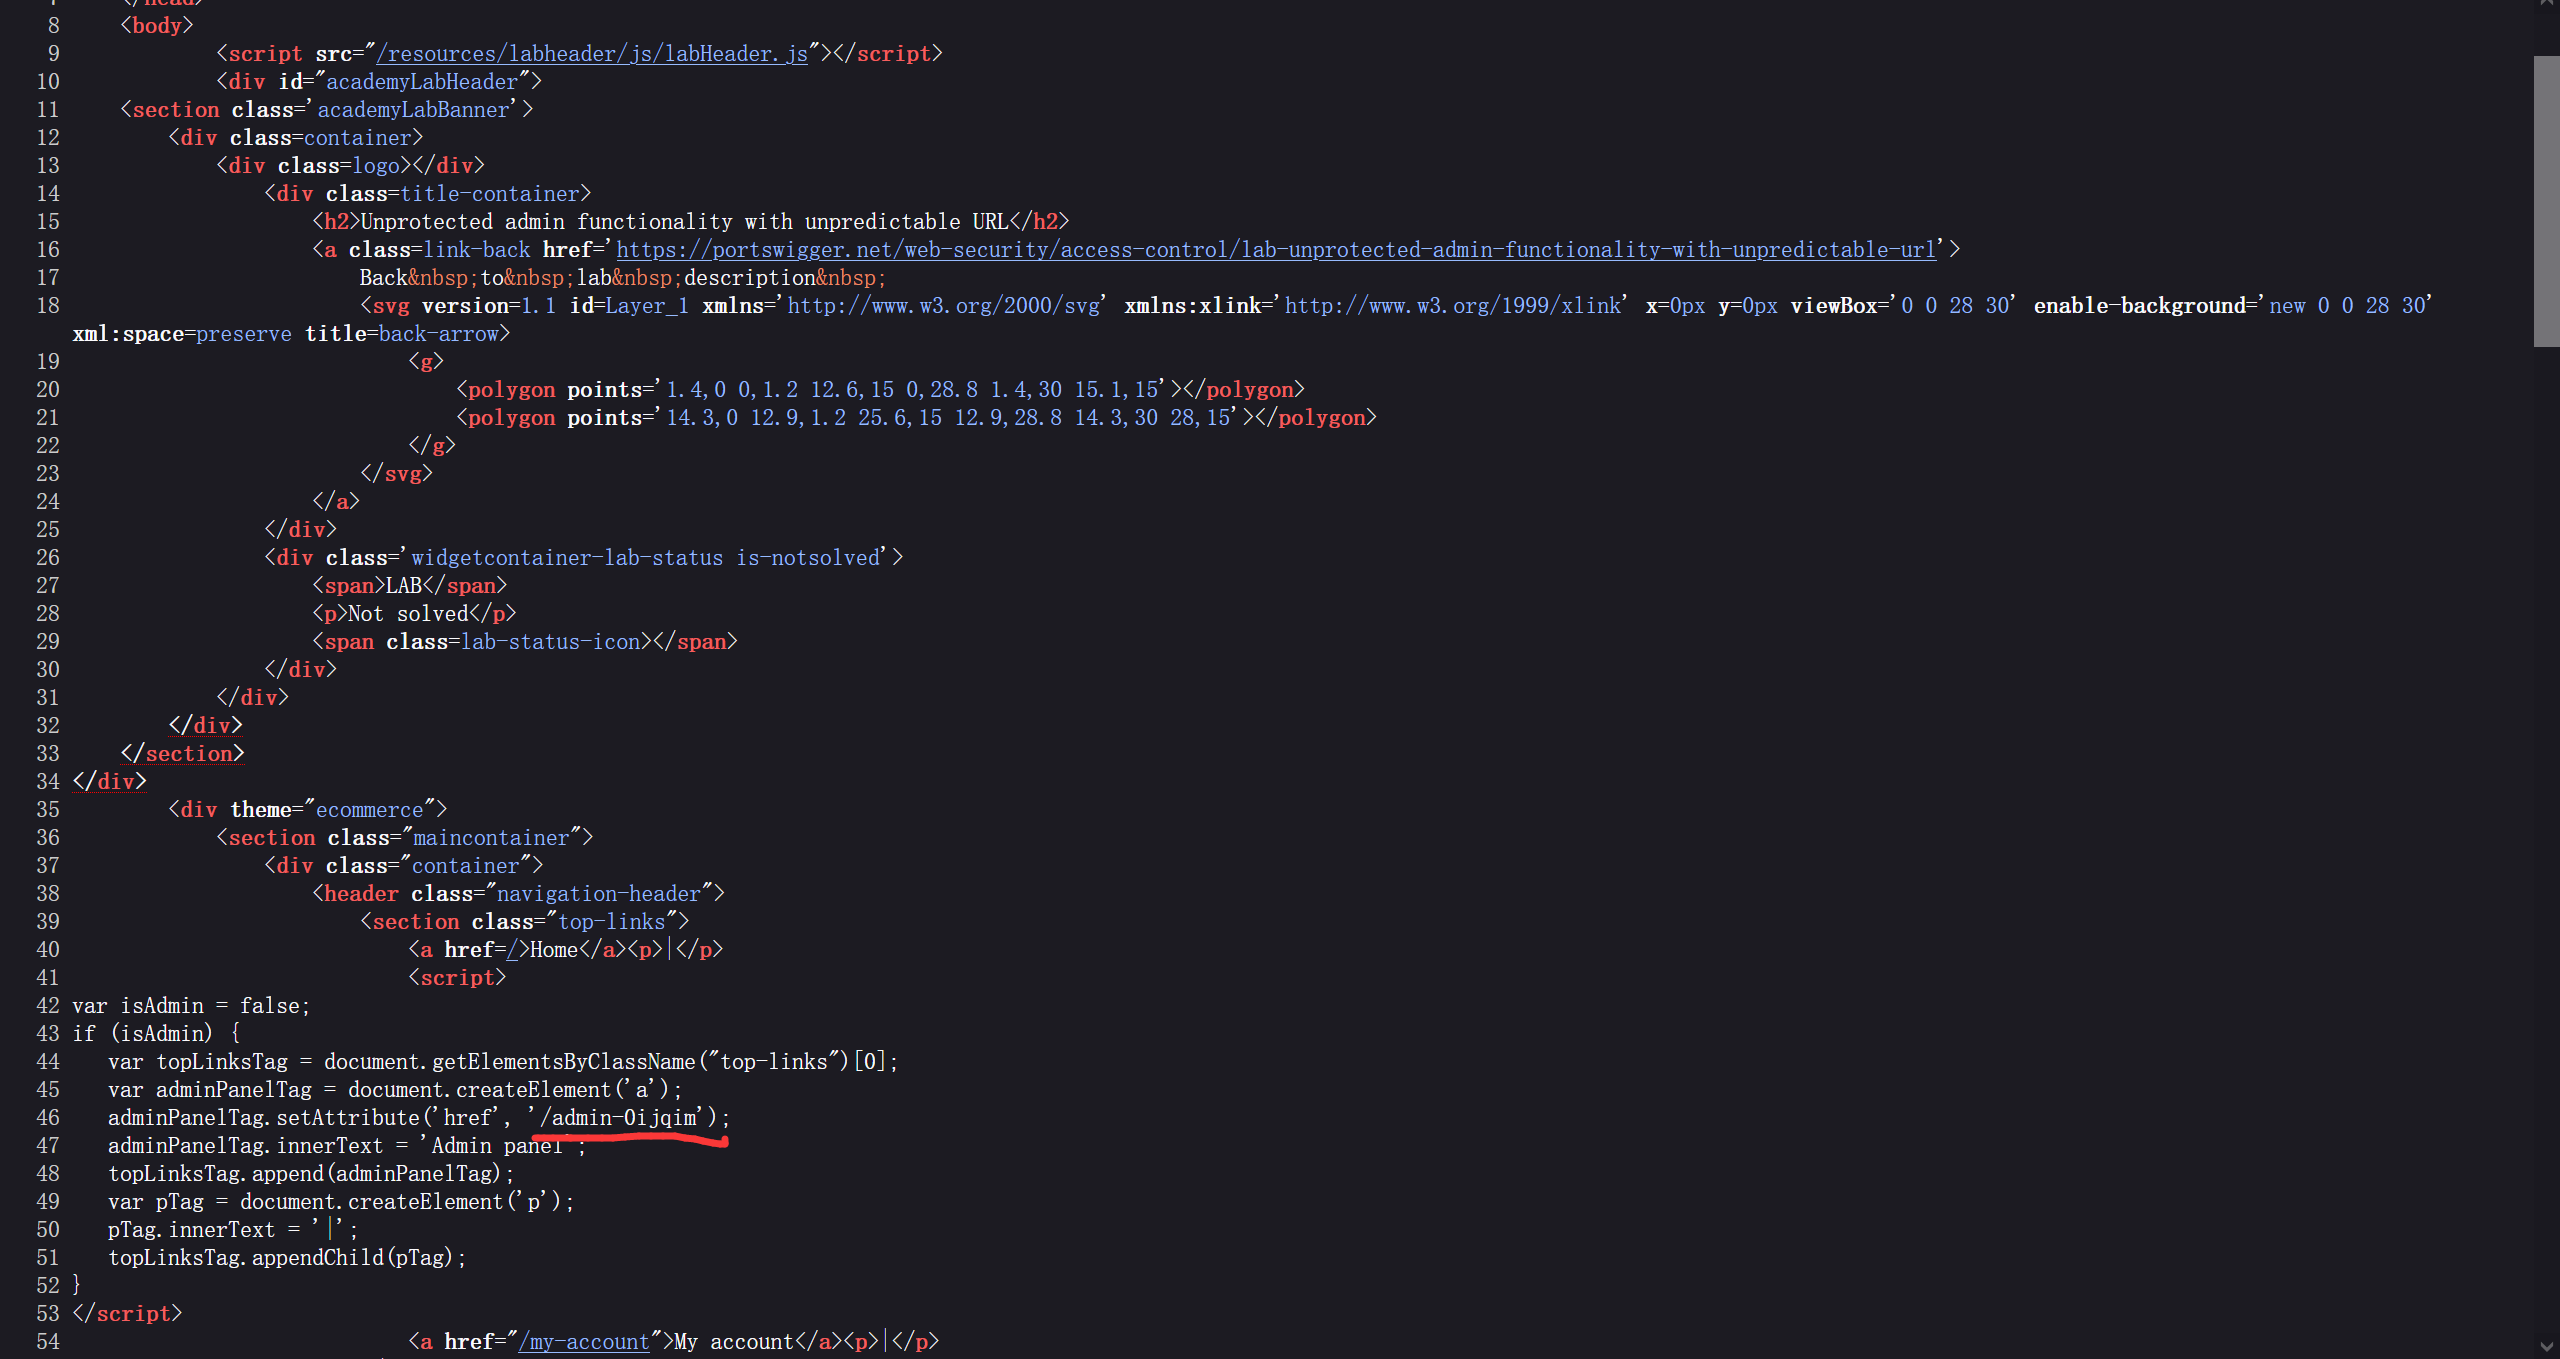 7 </head>
8 <body>
9 <script src="/resources/labheader/js/labHeader.js"></script>
10 <div id="academyLabHeader">
11 <section class='academyLabBanner'>
12 <div class=container>
13 <div class=logo></div>
14 <div class=title-container>
15 <h2>Unprotected admin functionality with unpredictable URL</h2>
16 <a class=link-back href='https://portswigger.net/web-security/access-control/lab-unprotected-admin-functionality-with-unpredictable-url'>
17 Back&nbsp;to&nbsp;lab&nbsp;description&nbsp;
18 <svg version=1.1 id=Layer_1 xmlns='http://www.w3.org/2000/svg' xmlns:xlink='http://www.w3.org/1999/xlink' x=0px y=0px viewBox='0 0 28 30' enable-background='new 0 0 28 30'
xml:space=preserve title=back-arrow>
19 <g>
20 <polygon points='1.4,0 0,1.2 12.6,15 0,28.8 1.4,30 15.1,15'></polygon>
21 <polygon points='14.3,0 12.9,1.2 25.6,15 12.9,28.8 14.3,30 28,15'></polygon>
22 </g>
23 </svg>
24 </a>
25 </div>
26 <div class='widgetcontainer-lab-status is-notsolved'>
27 <span>LAB</span>
28 <p>Not solved</p>
29 <span class=lab-status-icon></span>
30 </div>
31 </div>
32 </div>
33 </section>
34 </div>
35 <div theme="ecommerce">
36 <section class="maincontainer">
37 <div class="container">
38 <header class="navigation-header">
39 <section class="top-links">
40 <a href=/>Home</a><p>|</p>
41 <script>
42 var isAdmin = false;
43 if (isAdmin) {
44 var topLinksTag = document.getElementsByClassName("top-links")[0];
45 var adminPanelTag = document.createElement('a');
46 adminPanelTag.setAttribute('href', '/admin-0ijqim');
47 adminPanelTag.innerText = 'Admin panel';
48 topLinksTag.append(adminPanelTag);
49 var pTag = document.createElement('p');
50 pTag.innerText = '|';
51 topLinksTag.appendChild(pTag);
52 }
53 </script>
54 <a href="/my-account">My account</a><p>|</p>